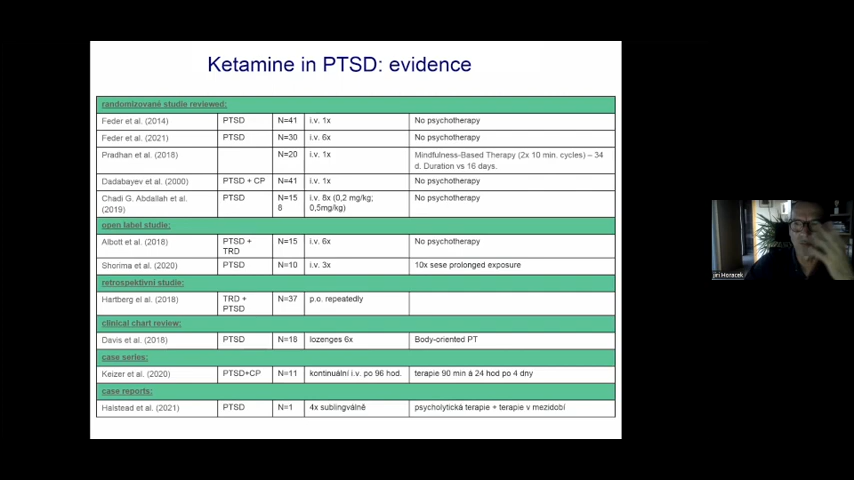 Ketamine in PTSD: evidence
randomizované studie reviewed:
Feder et al. (2014) PTSD N=41 i.v. 1x No psychotherapy
Feder et al. (2021) PTSD N=30 i.v. 6x No psychotherapy
Pradhan et al. (2018) N=20 i.v. 1x Mindfulness-Based Therapy (2x 10 min. cycles) – 34
d. Duration vs 16 days.
Dadabayev et al. (2000) PTSD + CP N=41 i.v. 1x No psychotherapy
Chadi G. Abdallah et al. PTSD N=15 i.v. 8x (0,2 mg/kg; No psychotherapy
(2019) 8 0,5mg/kg)
open label studie:
Albott et al. (2018) PTSD + N=15 i.v. 6x No psychotherapy
TRD
Shorima et al. (2020) PTSD N=10 i.v. 3x 10x sese prolonged exposure
retrospektivní studie:
Hartberg el al. (2018) TRD + N=37 p.o. repeatedly
PTSD
clinical chart review:
Davis et al. (2018) PTSD N=18 lozenges 6x Body-oriented PT
case series:
Keizer et al. (2020) PTSD+CP N=11 kontinuální i.v. po 96 hod. terapie 90 min à 24 hod po 4 dny
case reports:
Halstead et al. (2021) PTSD N=1 4x sublingválně psycholytická terapie + terapie v mezidobí
Jiri Horacek